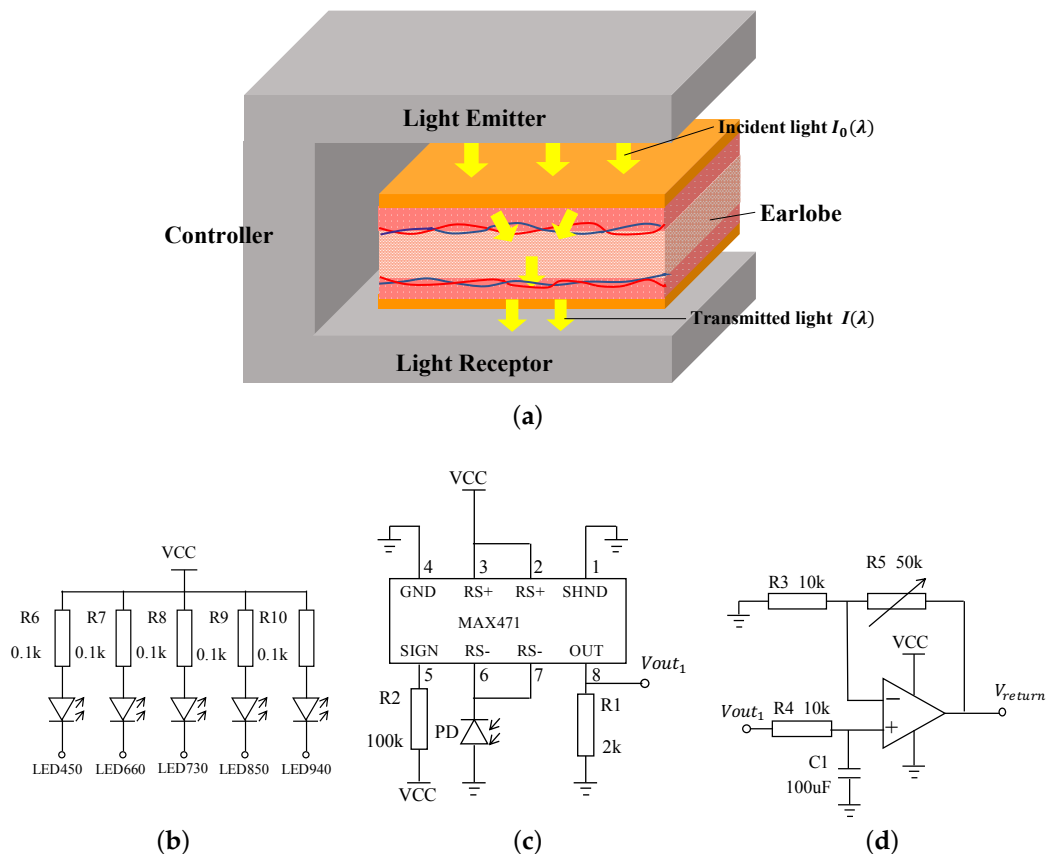 Light Emitter
Incident light I₀(λ)
Earlobe
Controller
Transmitted light I(λ)
Light Receptor
(a)
VCC
R6 R7 R8 R9 R10
0.1k 0.1k 0.1k 0.1k 0.1k
LED450 LED660 LED730 LED850 LED940
(b)
VCC
4 3 2 1
GND RS+ RS+ SHND
MAX471
SIGN RS- RS- OUT
5 6 7 8
Vout₁
R2 R1
PD
100k 2k
VCC
(c)
R3 10k R5 50k
VCC
−
Vreturn
Vout₁ R4 10k +
C1
100uF
(d)